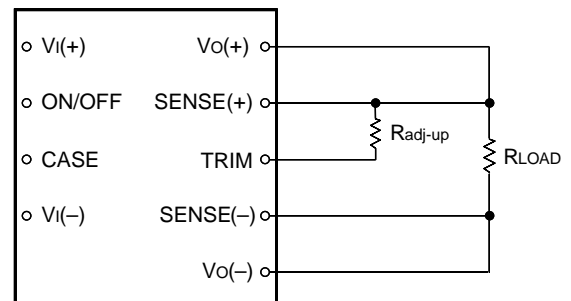 VI(+) VO(+)
ON/OFF SENSE(+)
Radj-up
CASE TRIM RLOAD
VI(–) SENSE(–)
VO(–)